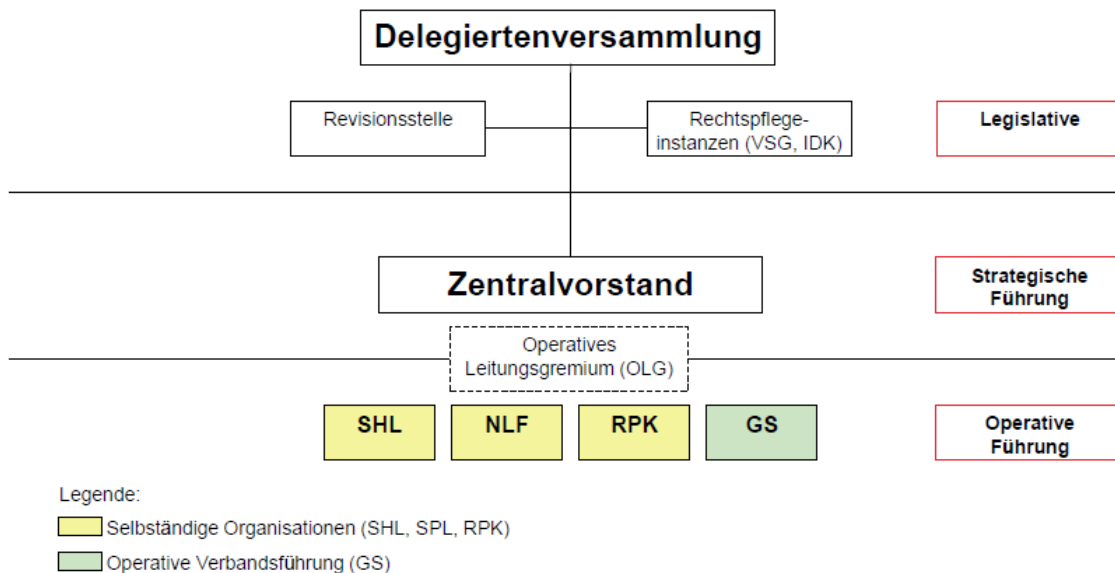 Delegiertenversammlung
Revisionsstelle
Rechtspflege-
instanzen (VSG, IDK)
Legislative
Zentralvorstand
Strategische
Führung
Operatives
Leitungsgremium (OLG)
SHL
NLF
RPK
GS
Operative
Führung
Legende:
Selbständige Organisationen (SHL, SPL, RPK)
Operative Verbandsführung (GS)